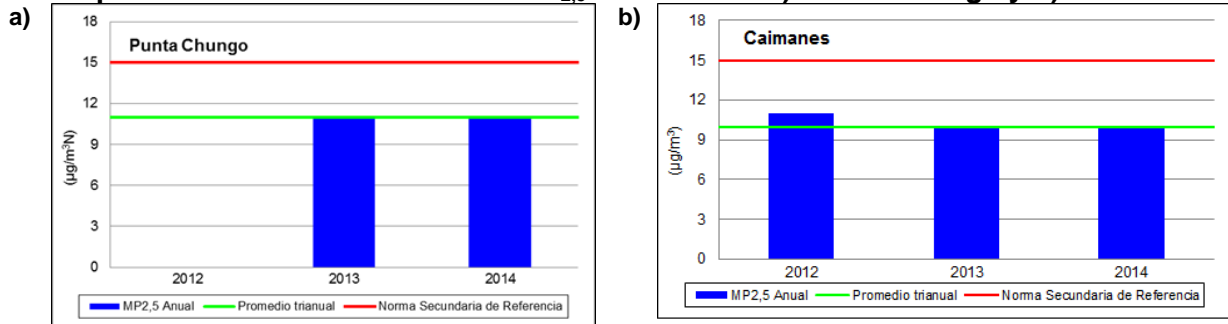 2,5
a)
Punta Chungo
18
15
12
9
6
3
0
(µg/m³N)
2012 2013 2014
MP2,5 Anual Promedio trianual Norma Secundaria de Referencia
b)
Caimanes
18
15
12
9
6
3
0
(µg/m³)
2012 2013 2014
MP2,5 Anual Promedio trianual Norma Secundaria de Referencia